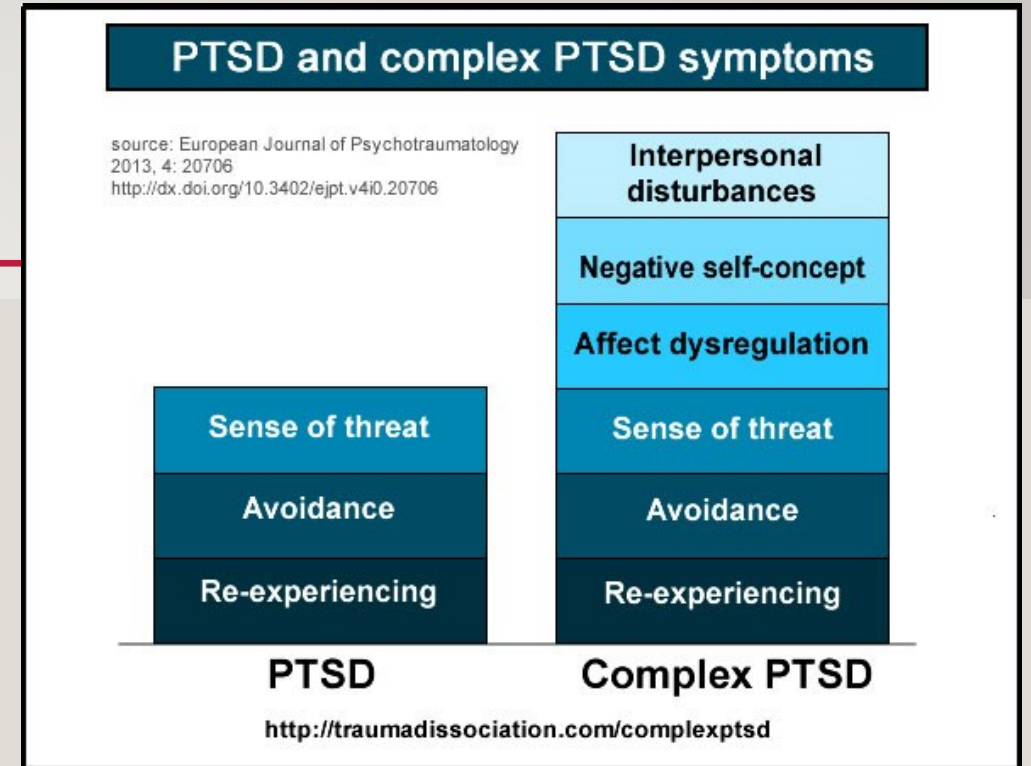 PTSD and complex PTSD symptoms
source: European Journal of Psychotraumatology
2013, 4: 20706
http://dx.doi.org/10.3402/ejpt.v4i0.20706
Interpersonal
disturbances
Negative self-concept
Affect dysregulation
Sense of threat
Sense of threat
Avoidance
Avoidance
Re-experiencing
Re-experiencing
PTSD
Complex PTSD
http://traumadissociation.com/complexptsd